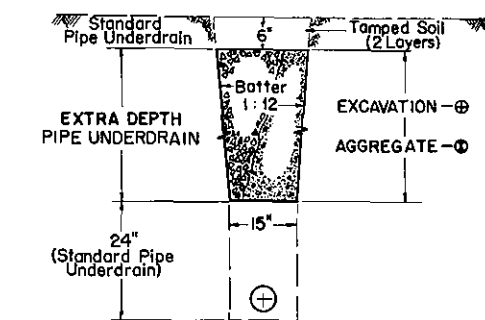 Standard
Pipe Underdrain
6"
Tamped Soil
(2 Layers)
Batter
1:12
EXTRA DEPTH
PIPE UNDERDRAIN
EXCAVATION-⊕
AGGREGATE-⦶
15"
24"
(Standard Pipe
Underdrain)